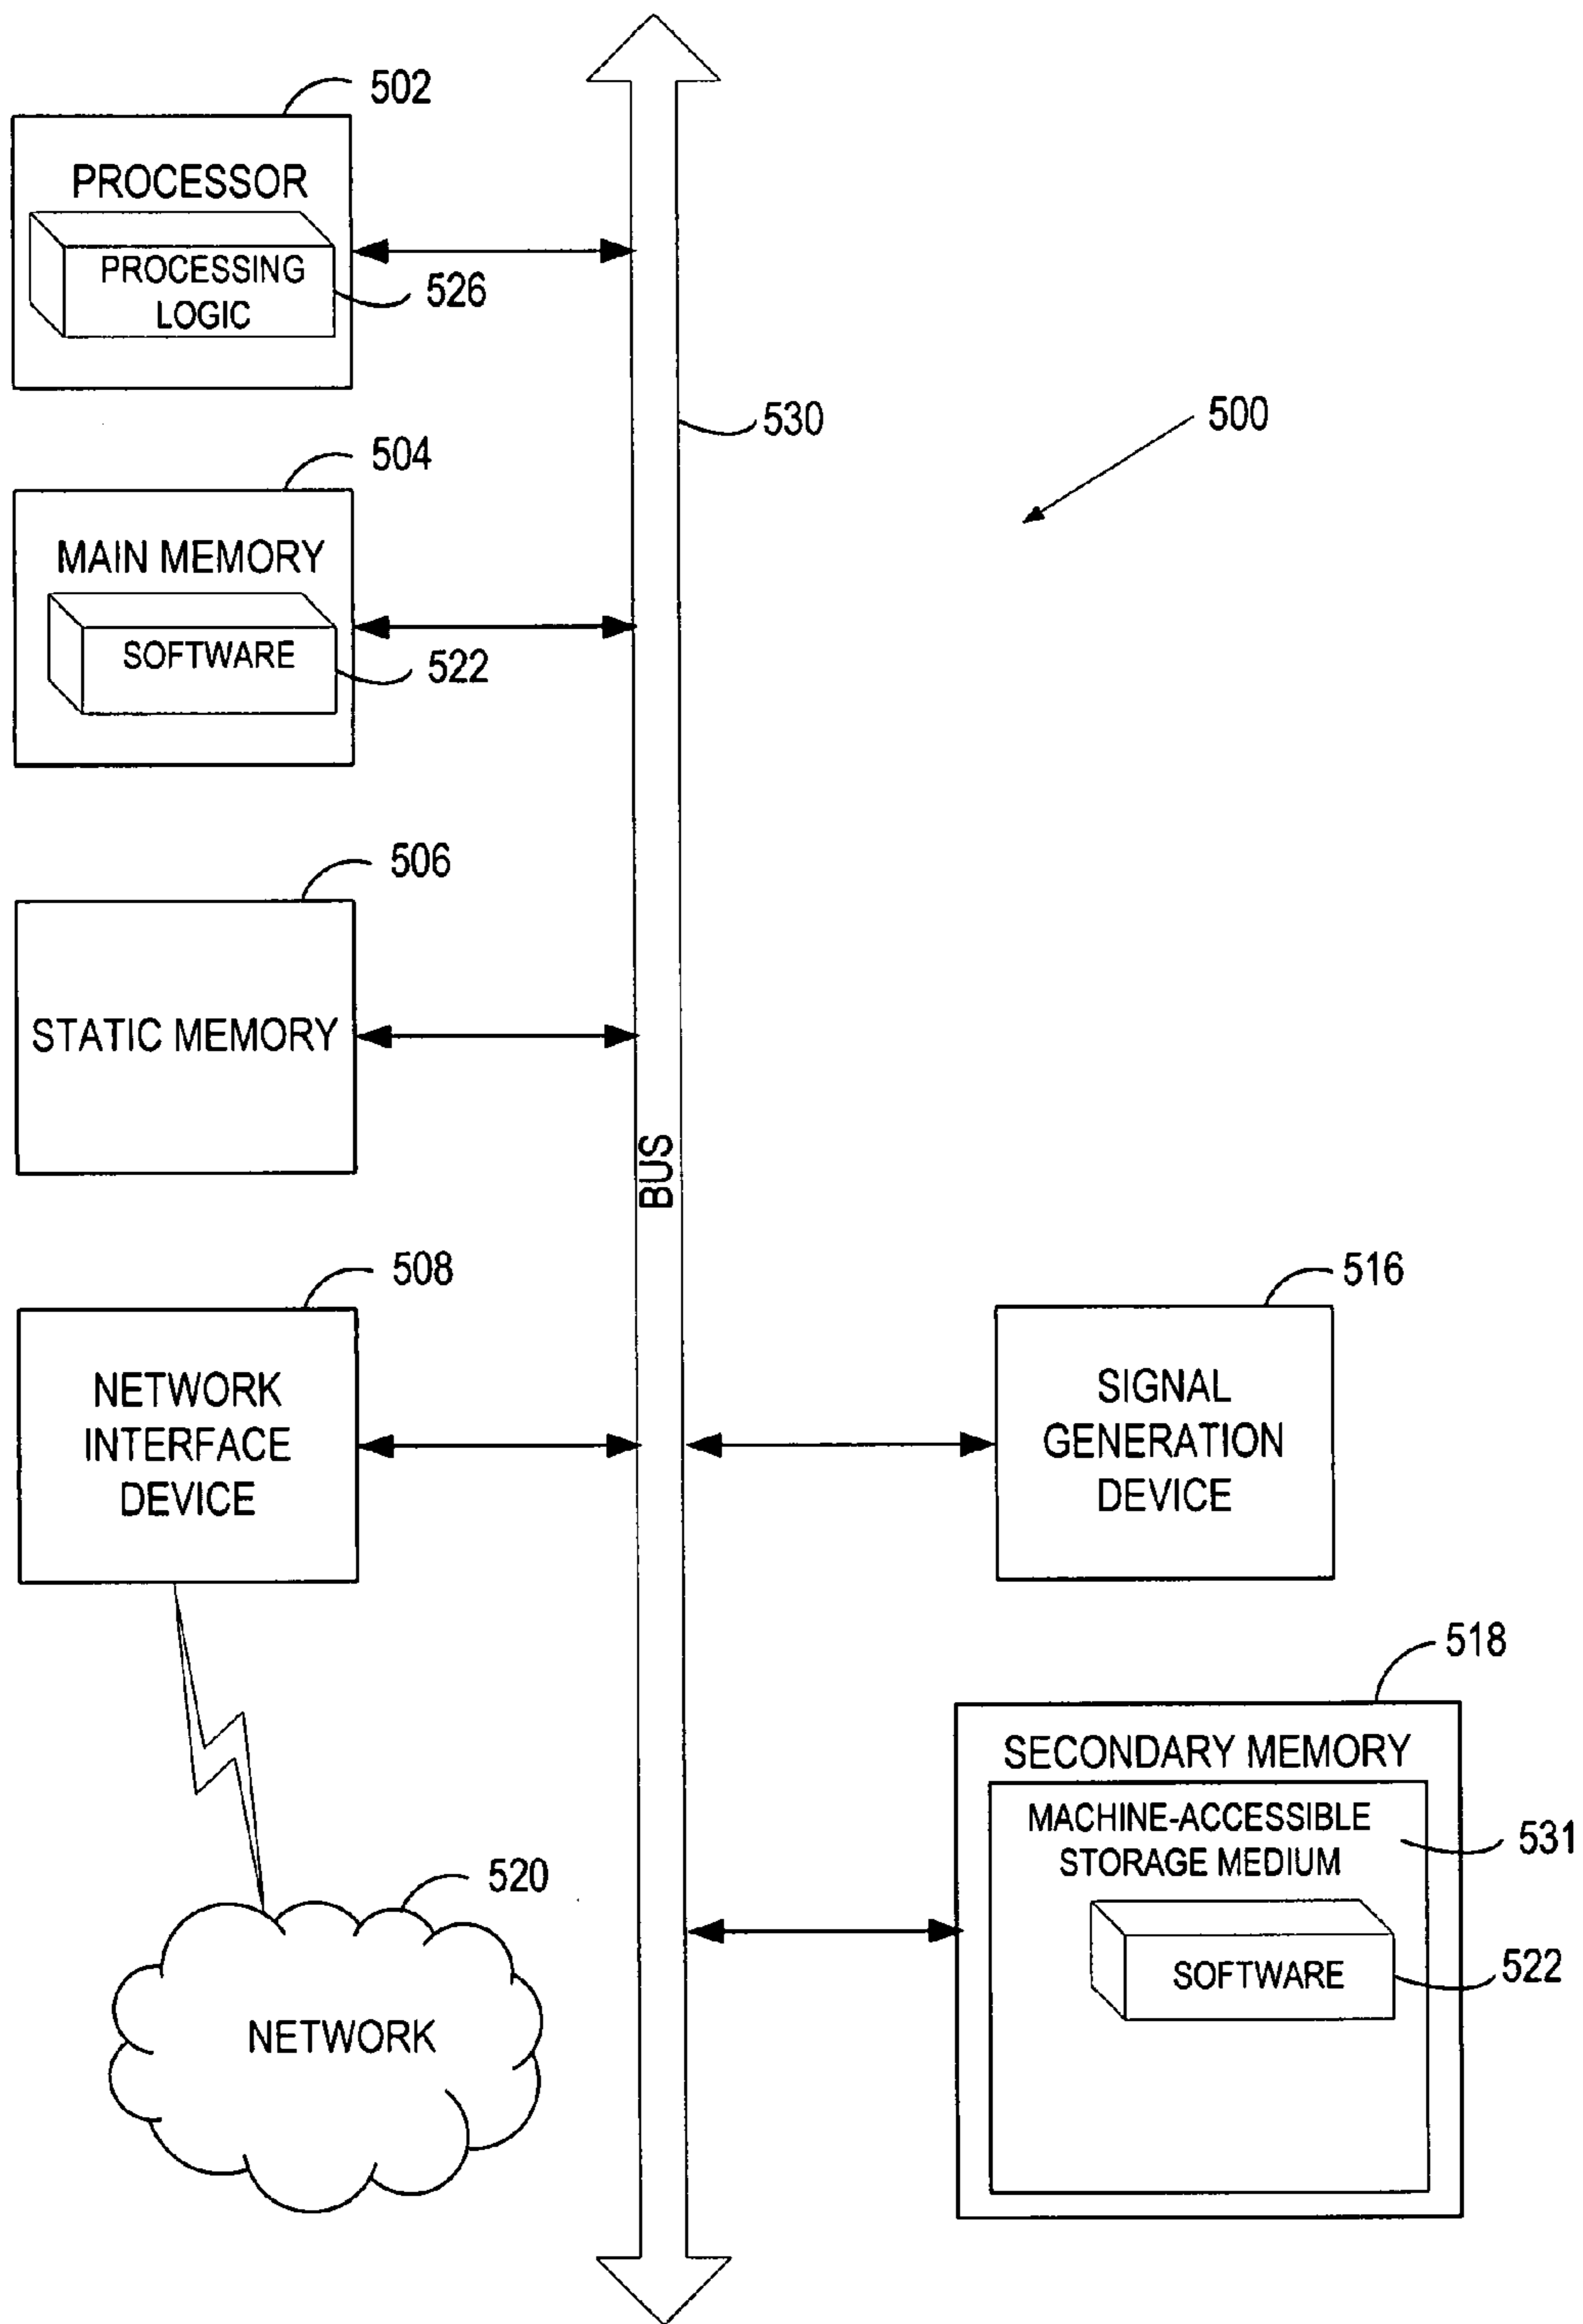 502
PROCESSOR
PROCESSING
LOGIC
526
530
500
504
MAIN MEMORY
SOFTWARE
522
506
STATIC MEMORY
BUS
508
NETWORK
INTERFACE
DEVICE
516
SIGNAL
GENERATION
DEVICE
518
SECONDARY MEMORY
MACHINE-ACCESSIBLE
STORAGE MEDIUM
531
SOFTWARE
522
520
NETWORK